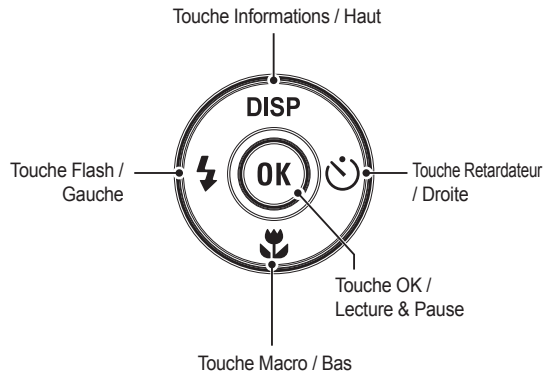 Touche Informations / Haut
DISP
Touche Flash /
Gauche
OK
Touche Retardateur
/ Droite
Touche OK /
Lecture & Pause
Touche Macro / Bas